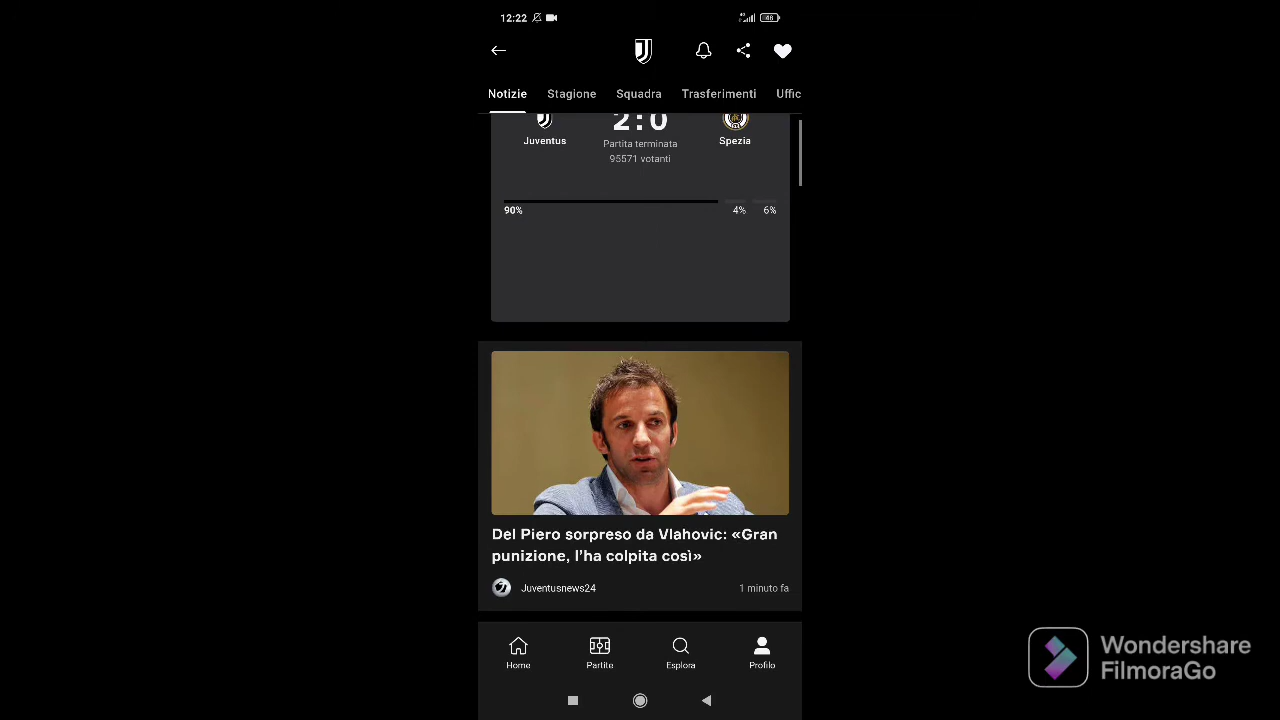 12:22
4G
46
Notizie Stagione Squadra Trasferimenti Uffic
2:0
Juventus Partita terminata Spezia
95571 votanti
90% 4% 6%
Del Piero sorpreso da Vlahovic: «Gran
punizione, l'ha colpita così»
Juventusnews24 1 minuto fa
Home Partite Esplora Profilo
Wondershare
FilmoraGo